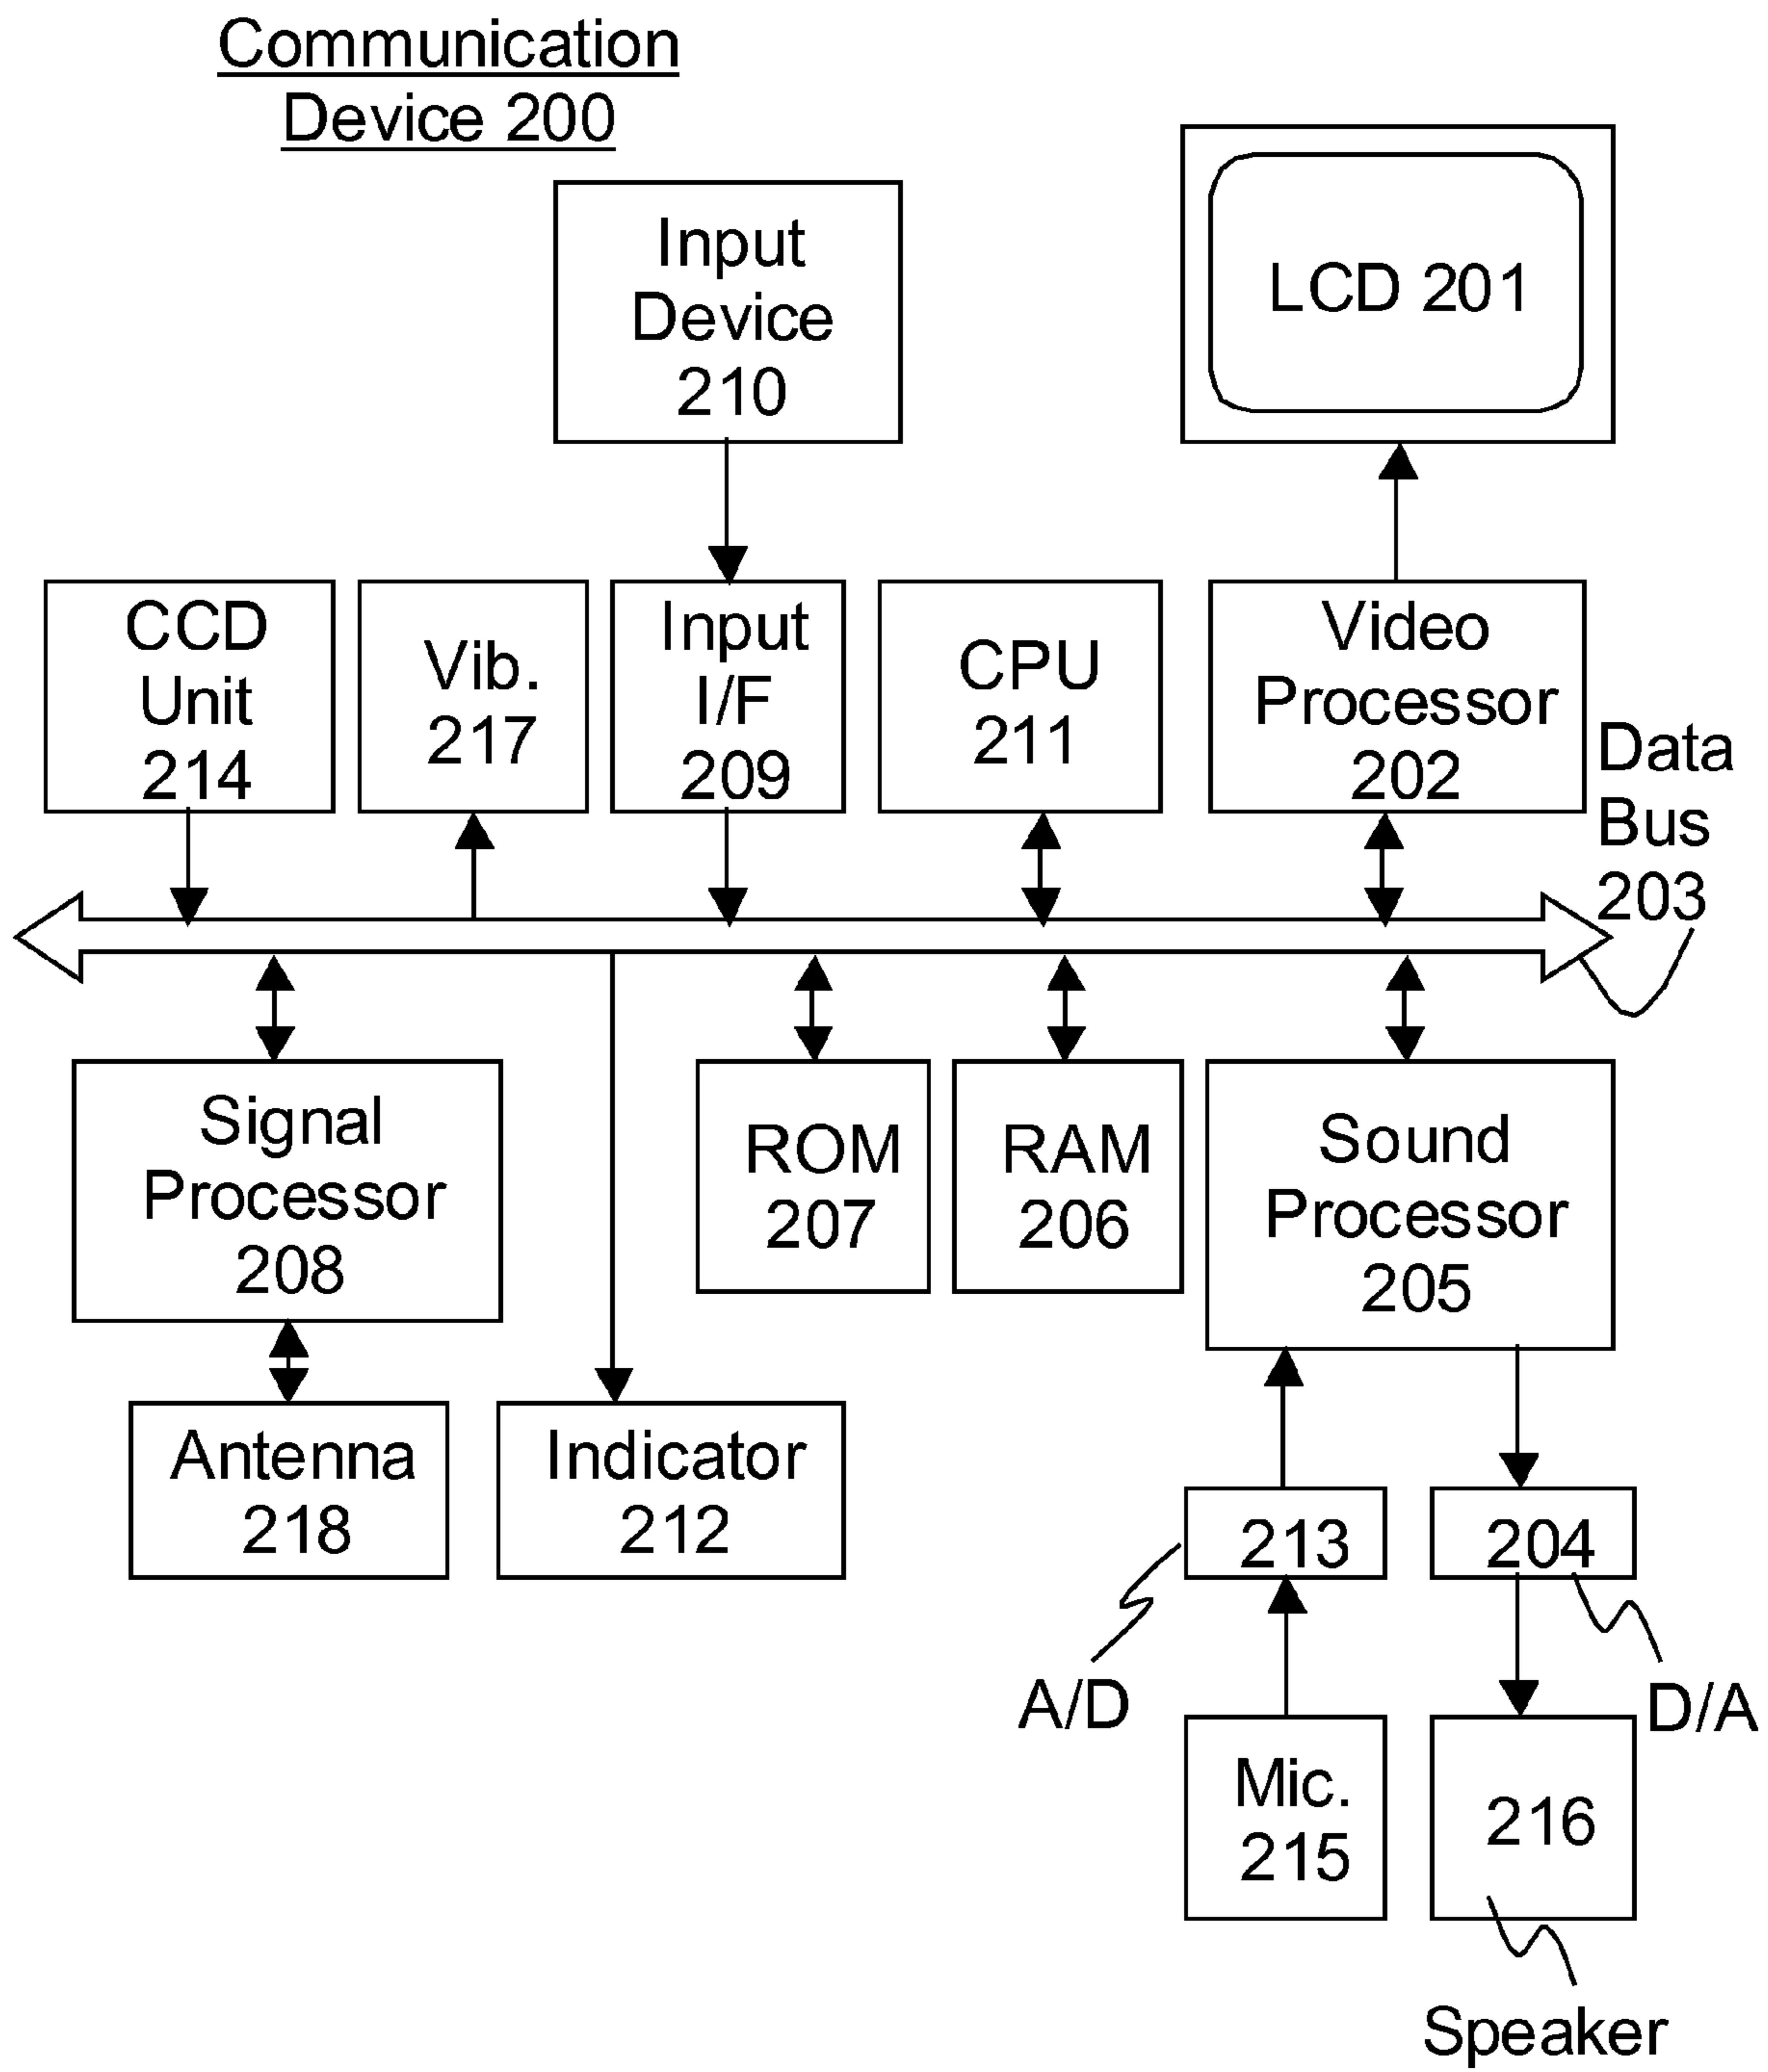 Communication
Device 200
Input
Device
210
LCD 201
CCD
Unit
214
Vib.
217
Input
I/F
209
CPU
211
Video
Processor
202
Data
Bus
203
Signal
Processor
208
ROM
207
RAM
206
Sound
Processor
205
Antenna
218
Indicator
212
213
204
A/D
D/A
Mic.
215
216
Speaker